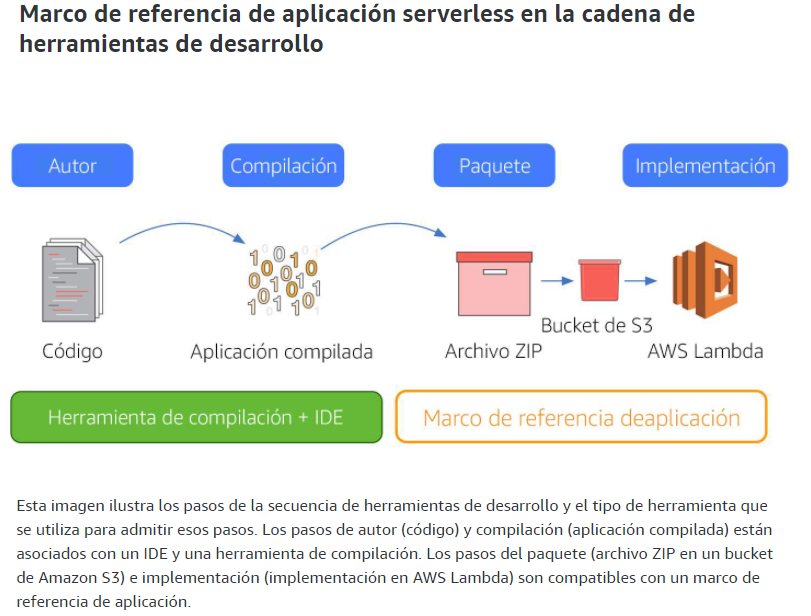 Marco de referencia de aplicación serverless en la cadena de
herramientas de desarrollo
Autor
Compilación
Paquete
Implementación
Código
Aplicación compilada
Archivo ZIP
Bucket de S3
AWS Lambda
Herramienta de compilación + IDE
Marco de referencia deaplicación
Esta imagen ilustra los pasos de la secuencia de herramientas de desarrollo y el tipo de herramienta que
se utiliza para admitir esos pasos. Los pasos de autor (código) y compilación (aplicación compilada) están
asociados con un IDE y una herramienta de compilación. Los pasos del paquete (archivo ZIP en un bucket
de Amazon S3) e implementación (implementación en AWS Lambda) son compatibles con un marco de
referencia de aplicación.